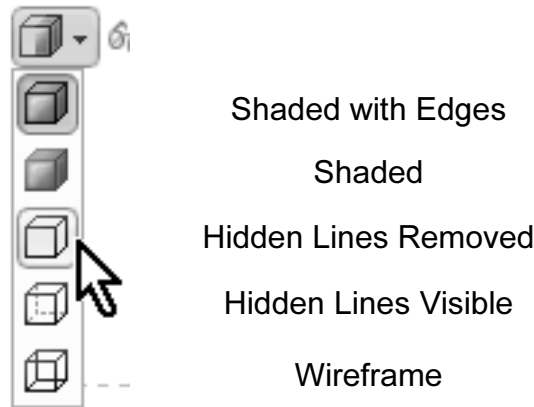 Shaded with Edges
Shaded
Hidden Lines Removed
Hidden Lines Visible
Wireframe